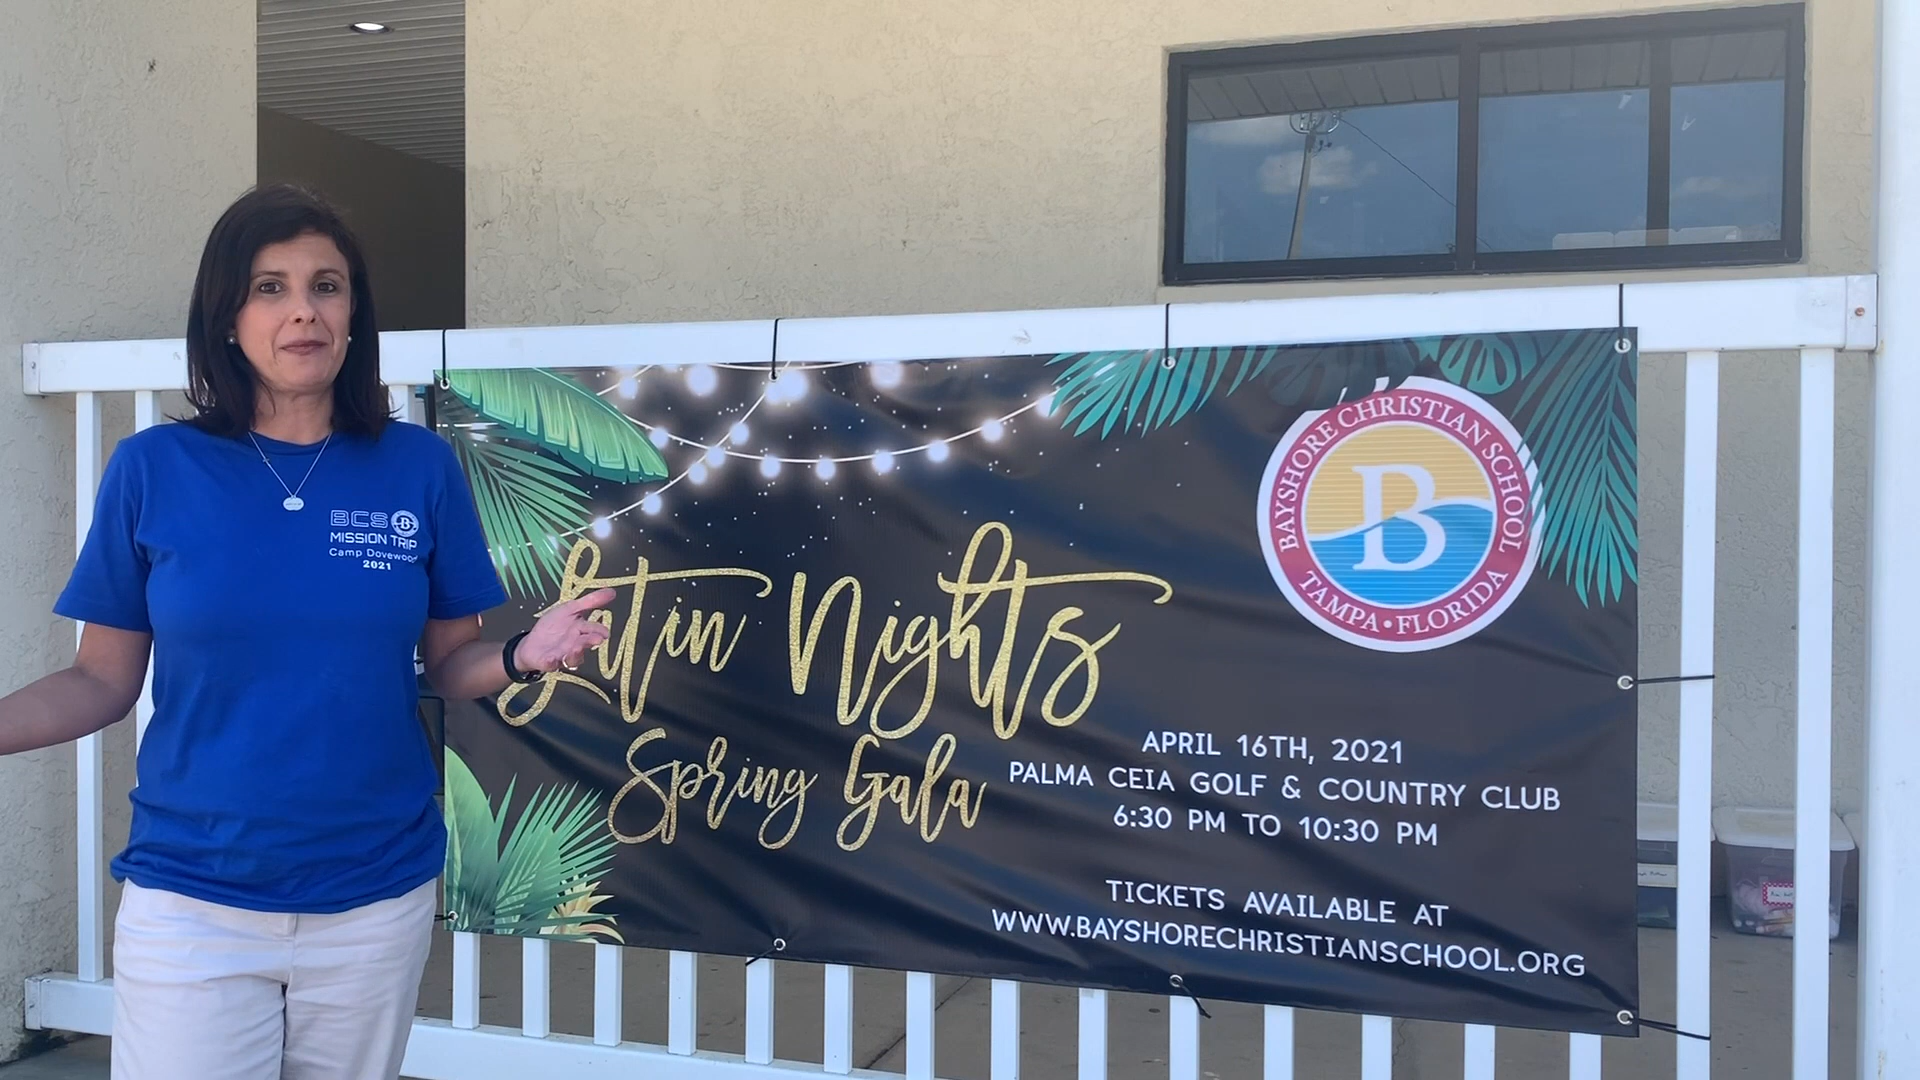 BCS B
MISSION TRIP
Camp Dovewood
2021
Latin Nights
Spring Gala
BAYSHORE CHRISTIAN SCHOOL
B
TAMPA • FLORIDA
APRIL 16TH, 2021
PALMA CEIA GOLF & COUNTRY CLUB
6:30 PM TO 10:30 PM
TICKETS AVAILABLE AT
WWW.BAYSHORECHRISTIANSCHOOL.ORG